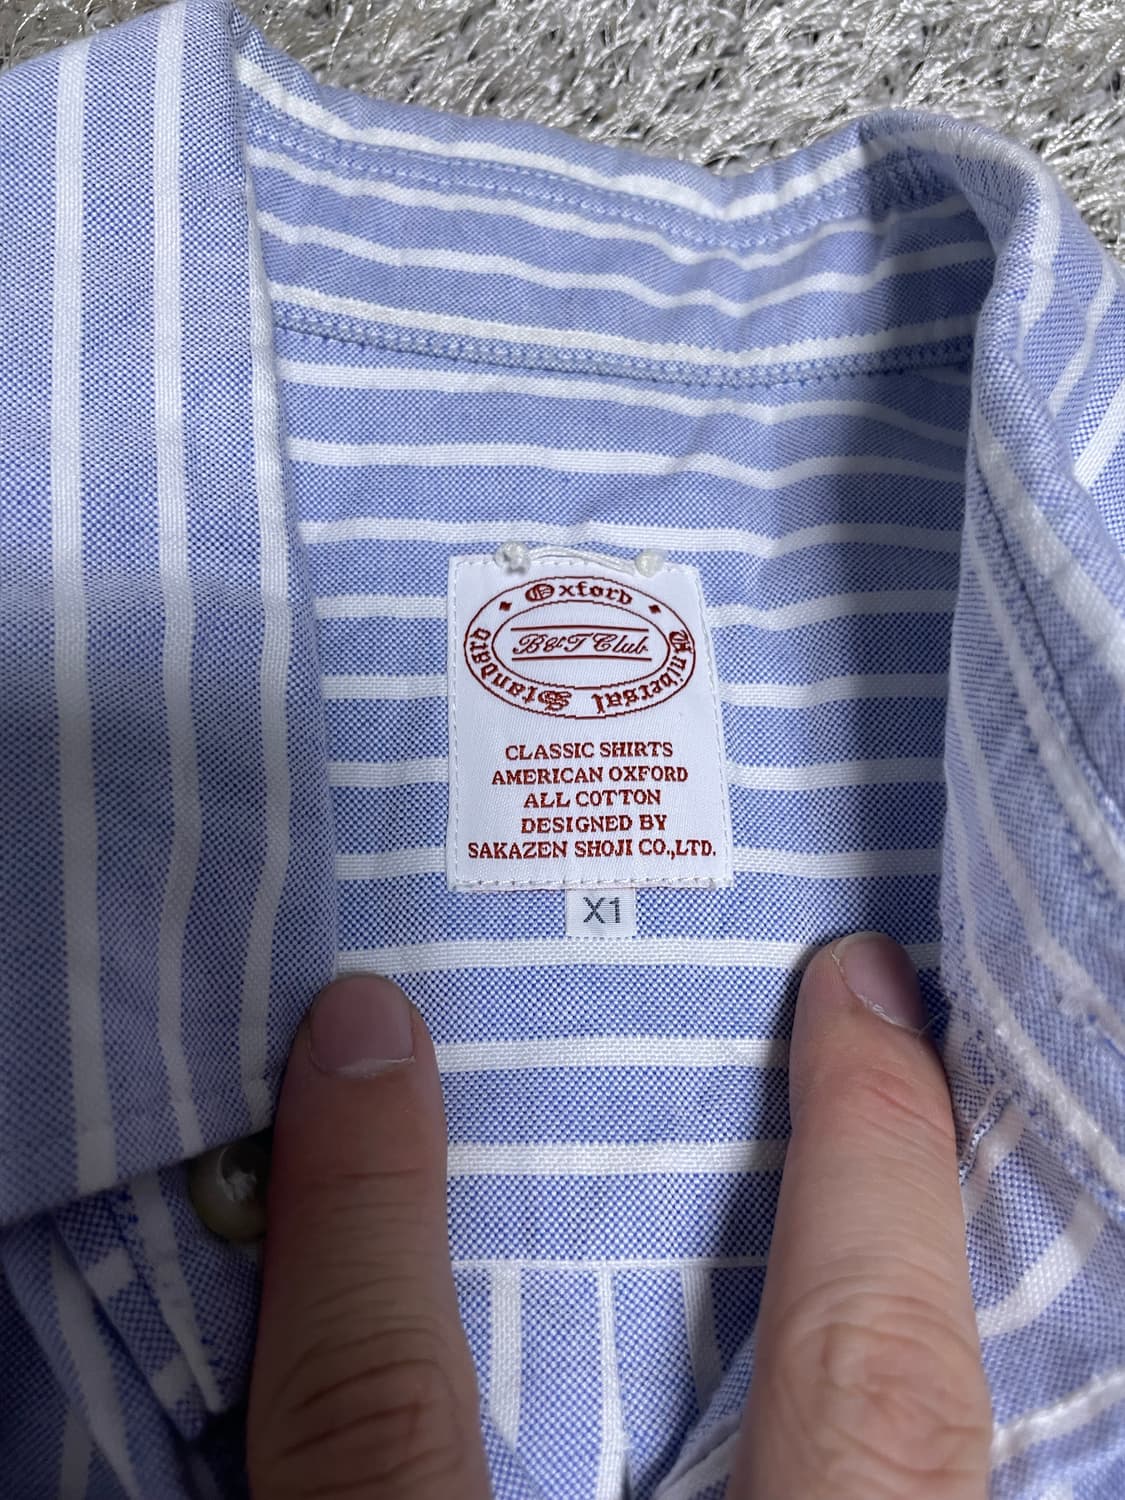 Oxford
Universal Standard
B&T Club
CLASSIC SHIRTS
AMERICAN OXFORD
ALL COTTON
DESIGNED BY
SAKAZEN SHOJI CO.,LTD.
X1